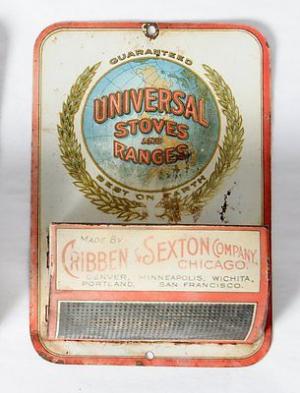 GUARANTEED
UNIVERSAL
STOVES AND
RANGES
BEST ON EARTH
MADE BY
CRIBBEN & SEXTON COMPANY,
CHICAGO.
DENVER, MINNEAPOLIS, WICHITA,
PORTLAND, SAN FRANCISCO.